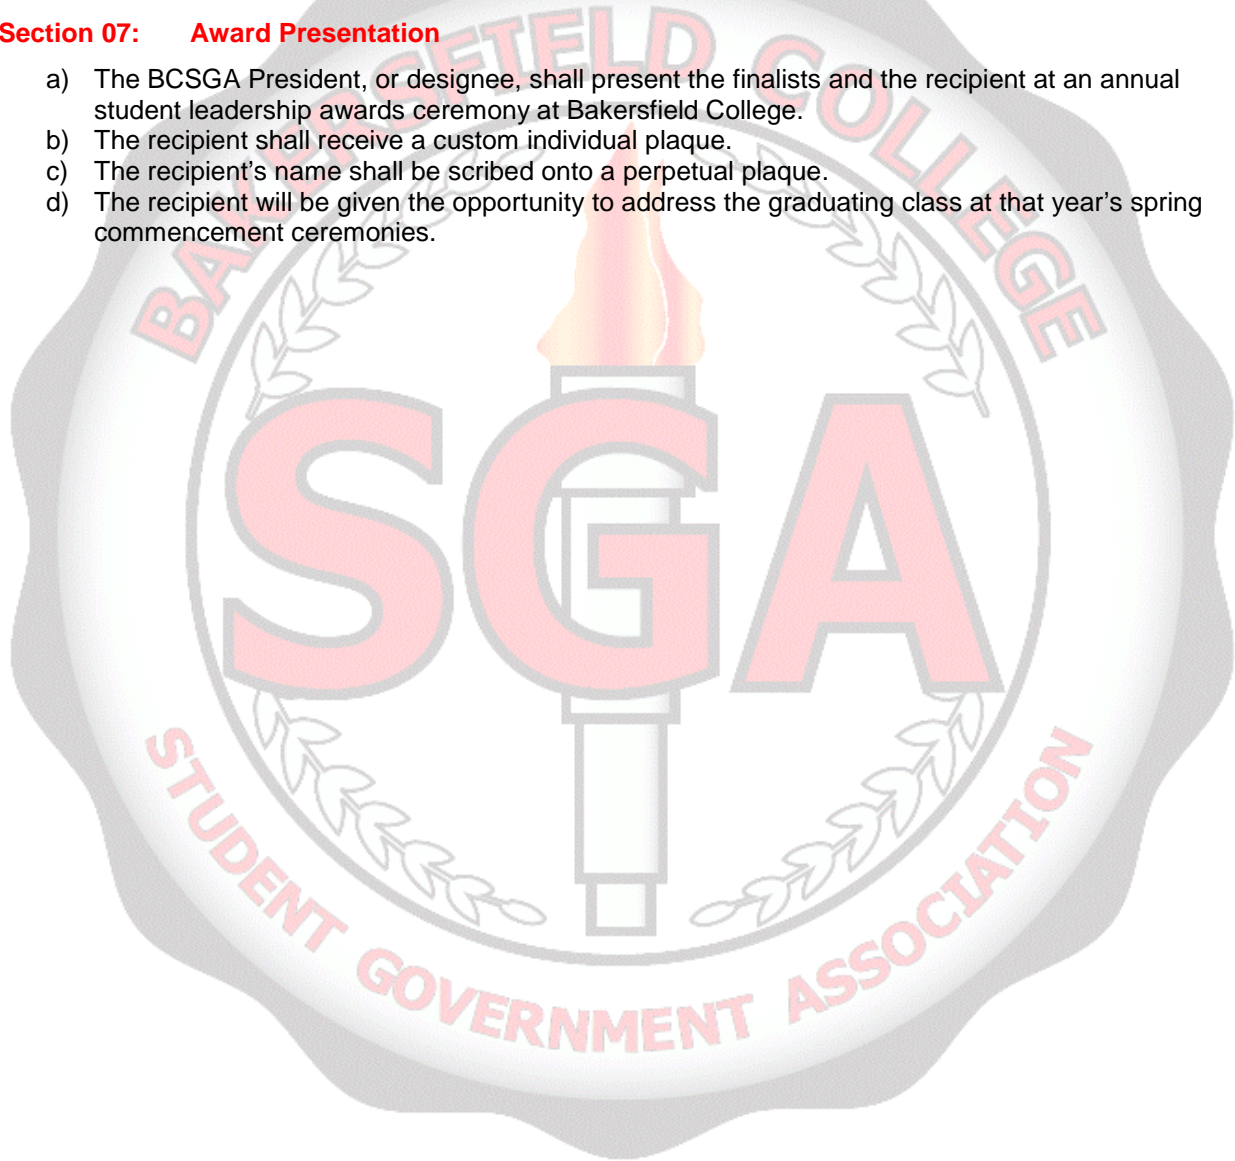 Section 07: Award Presentation
a) The BCSGA President, or designee, shall present the finalists and the recipient at an annual
student leadership awards ceremony at Bakersfield College.
b) The recipient shall receive a custom individual plaque.
c) The recipient’s name shall be scribed onto a perpetual plaque.
d) The recipient will be given the opportunity to address the graduating class at that year’s spring
commencement ceremonies.
BAKERSFIELD COLLEGE
SGA
STUDENT GOVERNMENT ASSOCIATION